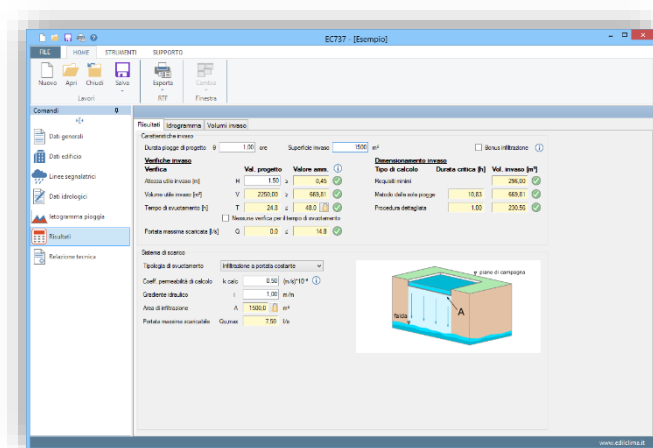 EC737 - [Esempio]
FILE HOME STRUMENTI SUPPORTO
Nuovo Apri Chiudi Salva Esporta Cambia
Lavori RTF Finestra
Comandi
Dati generali
Dati edificio
Linee segnalatrici
Dati idrologici
Ietogramma piogge
Risultati
Relazione tecnica
Risultati Idrogramma Volumi invaso
Caratteristiche invaso
Durata piogge di progetto θ 1,00 ore Superficie invaso 1500 m² Bonus infiltrazione
Verifiche invaso Dimensionamento invaso
Verifica Val. progetto Valore amm. Tipo di calcolo Durata critica [h] Vol. invaso [m³]
Altezza utile invaso [m] H 1,50 ≥ 0,45 Requisiti minimi 296,00
Volume utile invaso [m³] V 2250,00 ≥ 669,81 Metodo delle sole piogge 10,83 669,81
Tempo di svuotamento [h] T 24,8 ≤ 48,0 Procedura dettagliata 1,00 230,50
Nessuna verifica per il tempo di svuotamento
Portata massima scaricata [l/s] Q 0,0 ≤ 14,8
Sistema di scarico
Tipologia di svuotamento Infiltrazione a portata costante
Coeff. permeabilità di calcolo k calc 0,50 (m/s)*10⁻⁵
Gradiente idraulico i 1,00 m/m
Area di infiltrazione A 1500,0 m²
Portata massima scaricabile Qu,max 7,50 l/s
piano di campagna
falda
A
www.edilclima.it